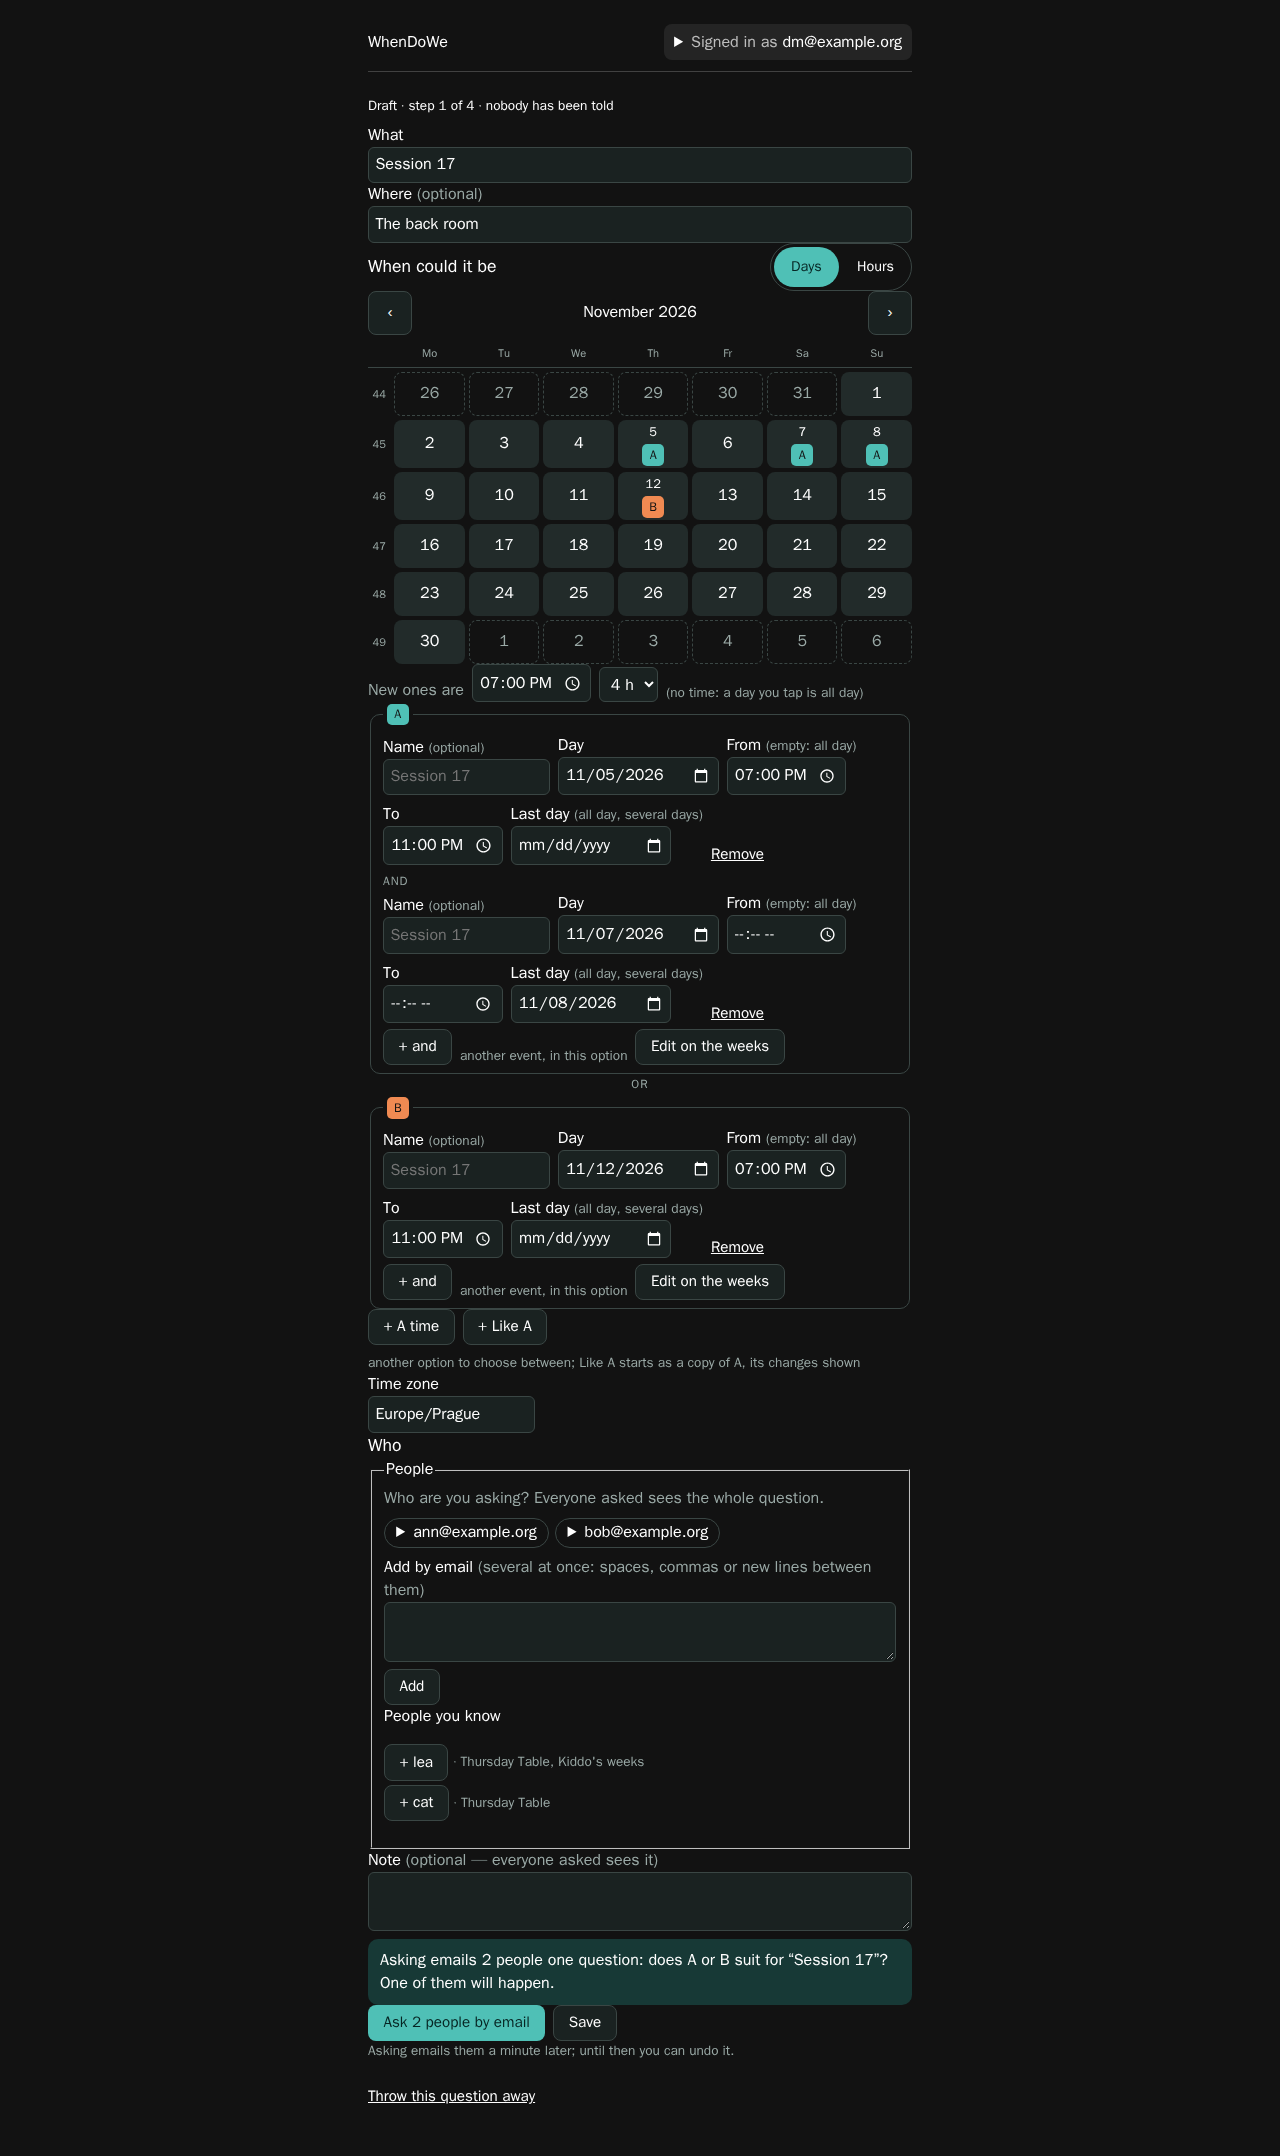 WhenDoWe
▶ Signed in as dm@example.org
Draft · step 1 of 4 · nobody has been told
What
Session 17
Where (optional)
The back room
When could it be
Days Hours
‹ November 2026 ›
Mo Tu We Th Fr Sa Su
44 26 27 28 29 30 31 1
45 2 3 4 5 6 7 8
A A A
46 9 10 11 12 13 14 15
B
47 16 17 18 19 20 21 22
48 23 24 25 26 27 28 29
49 30 1 2 3 4 5 6
New ones are 07:00 PM 4 h (no time: a day you tap is all day)
A
Name (optional) Day From (empty: all day)
Session 17 11/05/2026 07:00 PM
To Last day (all day, several days)
11:00 PM mm/dd/yyyy Remove
AND
Name (optional) Day From (empty: all day)
Session 17 11/07/2026 --:-- --
To Last day (all day, several days)
--:-- -- 11/08/2026 Remove
+ and another event, in this option Edit on the weeks
OR
B
Name (optional) Day From (empty: all day)
Session 17 11/12/2026 07:00 PM
To Last day (all day, several days)
11:00 PM mm/dd/yyyy Remove
+ and another event, in this option Edit on the weeks
+ A time + Like A
another option to choose between; Like A starts as a copy of A, its changes shown
Time zone
Europe/Prague
Who
People
Who are you asking? Everyone asked sees the whole question.
▶ ann@example.org ▶ bob@example.org
Add by email (several at once: spaces, commas or new lines between
them)
Add
People you know
+ lea · Thursday Table, Kiddo's weeks
+ cat · Thursday Table
Note (optional — everyone asked sees it)
Asking emails 2 people one question: does A or B suit for “Session 17”?
One of them will happen.
Ask 2 people by email Save
Asking emails them a minute later; until then you can undo it.
Throw this question away